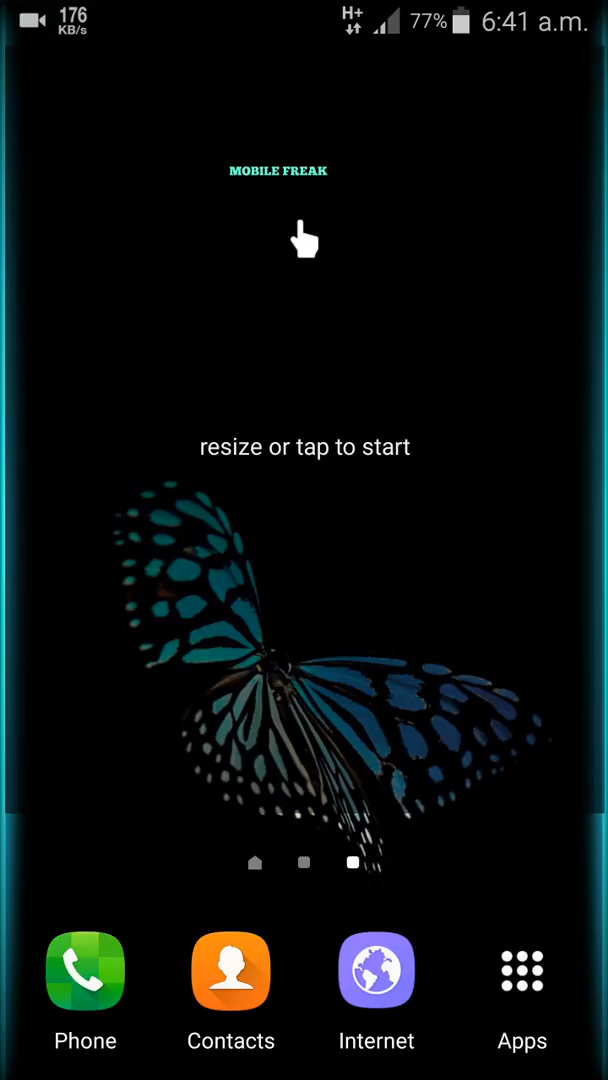 176
KB/s
H+
77%
6:41 a.m.
MOBILE FREAK
resize or tap to start
Phone
Contacts
Internet
Apps